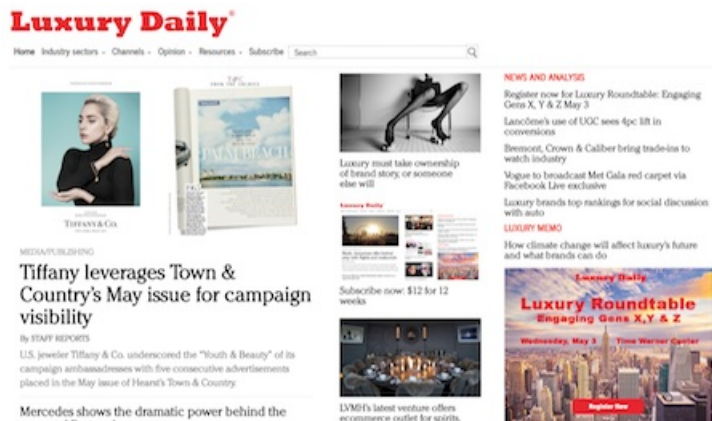 Luxury Daily®
Home Industry sectors Channels Opinion Resources Subscribe Search
TIFFANY & CO.
PALM BEACH
MEDIA/PUBLISHING
Tiffany leverages Town &
Country's May issue for campaign
visibility
By STAFF REPORTS
U.S. jeweler Tiffany & Co. underscored the "Youth & Beauty" of its
campaign ambassadresses with five consecutive advertisements
placed in the May issue of Hearst's Town & Country.
Mercedes shows the dramatic power behind the
Luxury must take ownership
of brand story, or someone
else will
Luxury Daily
Subscribe now: $12 for 12
weeks
LVMH's latest venture offers
ecommerce outlet for spirits,
NEWS AND ANALYSIS
Register now for Luxury Roundtable: Engaging
Gens X, Y & Z May 3
Lancôme's use of UGC sees 4pc lift in
conversions
Bremont, Crown & Caliber bring trade-ins to
watch industry
Vogue to broadcast Met Gala red carpet via
Facebook Live exclusive
Luxury brands top rankings for social discussion
with auto
LUXURY MEMO
How climate change will affect luxury's future
and what brands can do
Luxury Daily
Luxury Roundtable
Engaging Gens X,Y & Z
Wednesday, May 3 Time Warner Center
Register Now